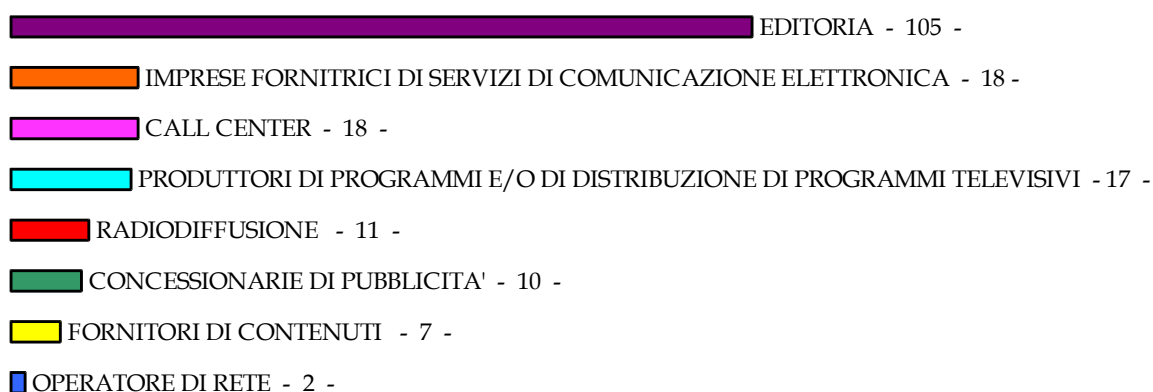 EDITORIA - 105 -
IMPRESE FORNITRICI DI SERVIZI DI COMUNICAZIONE ELETTRONICA - 18 -
CALL CENTER - 18 -
PRODUTTORI DI PROGRAMMI E/O DI DISTRIBUZIONE DI PROGRAMMI TELEVISIVI - 17 -
RADIODIFFUSIONE - 11 -
CONCESSIONARIE DI PUBBLICITA' - 10 -
FORNITORI DI CONTENUTI - 7 -
OPERATORE DI RETE - 2 -